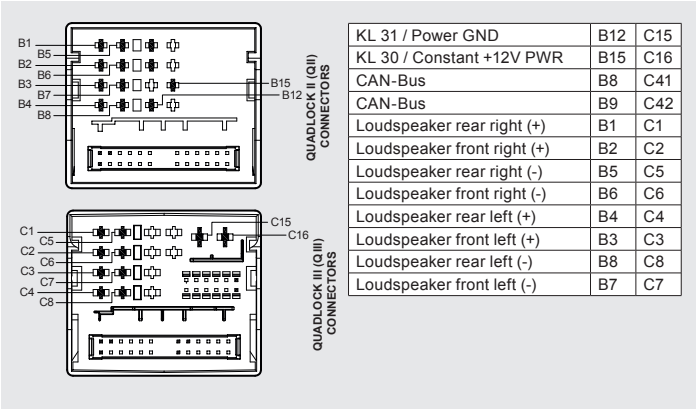 B1
B5
B2
B6
B3
B7
B4
B8
B15
B12
QUADLOCK II (QII)
CONNECTORS
C1
C5
C2
C6
C3
C7
C4
C8
C15
C16
QUADLOCK III (QIII)
CONNECTORS
KL 31 / Power GND B12 C15
KL 30 / Constant +12V PWR B15 C16
CAN-Bus B8 C41
CAN-Bus B9 C42
Loudspeaker rear right (+) B1 C1
Loudspeaker front right (+) B2 C2
Loudspeaker rear right (-) B5 C5
Loudspeaker front right (-) B6 C6
Loudspeaker rear left (+) B4 C4
Loudspeaker front left (+) B3 C3
Loudspeaker rear left (-) B8 C8
Loudspeaker front left (-) B7 C7